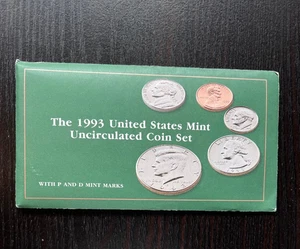 The 1993 United States Mint
Uncirculated Coin Set
WITH P AND D MINT MARKS